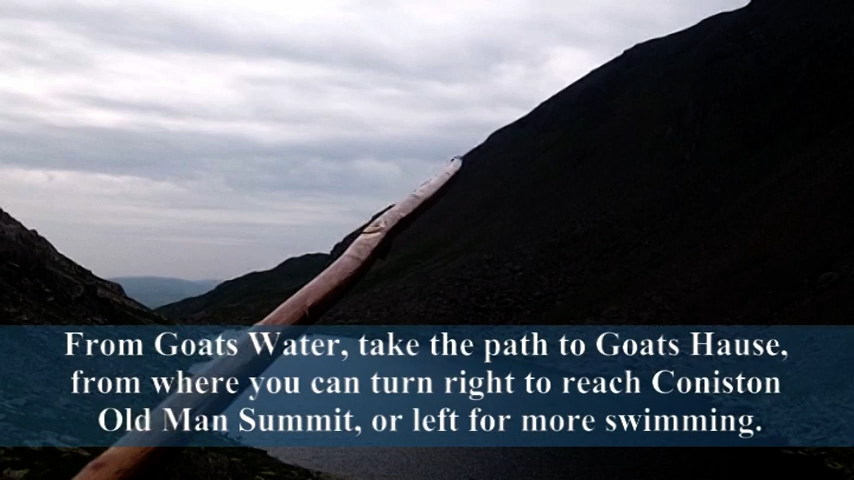 From Goats Water, take the path to Goats Hause,
from where you can turn right to reach Coniston
Old Man Summit, or left for more swimming.